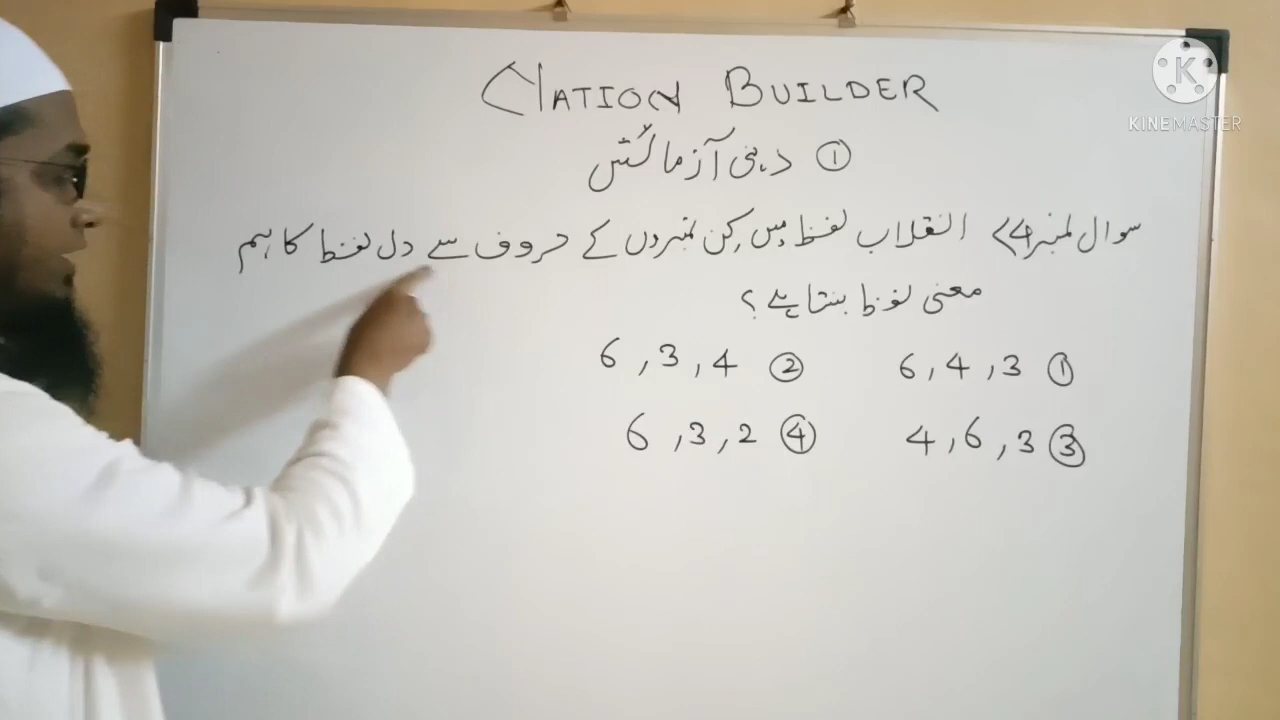 NATION BUILDER
① ذہنی آزمائش
سوال نمبر 4> انقلاب لفظ میں کن نمبروں کے حروف سے دل لفظ کا ہم
معنی لفظ بنتا ہے؟
① 3, 4, 6 ② 4, 3, 6
③ 3, 6, 4 ④ 2, 3, 6
K
KINEMASTER